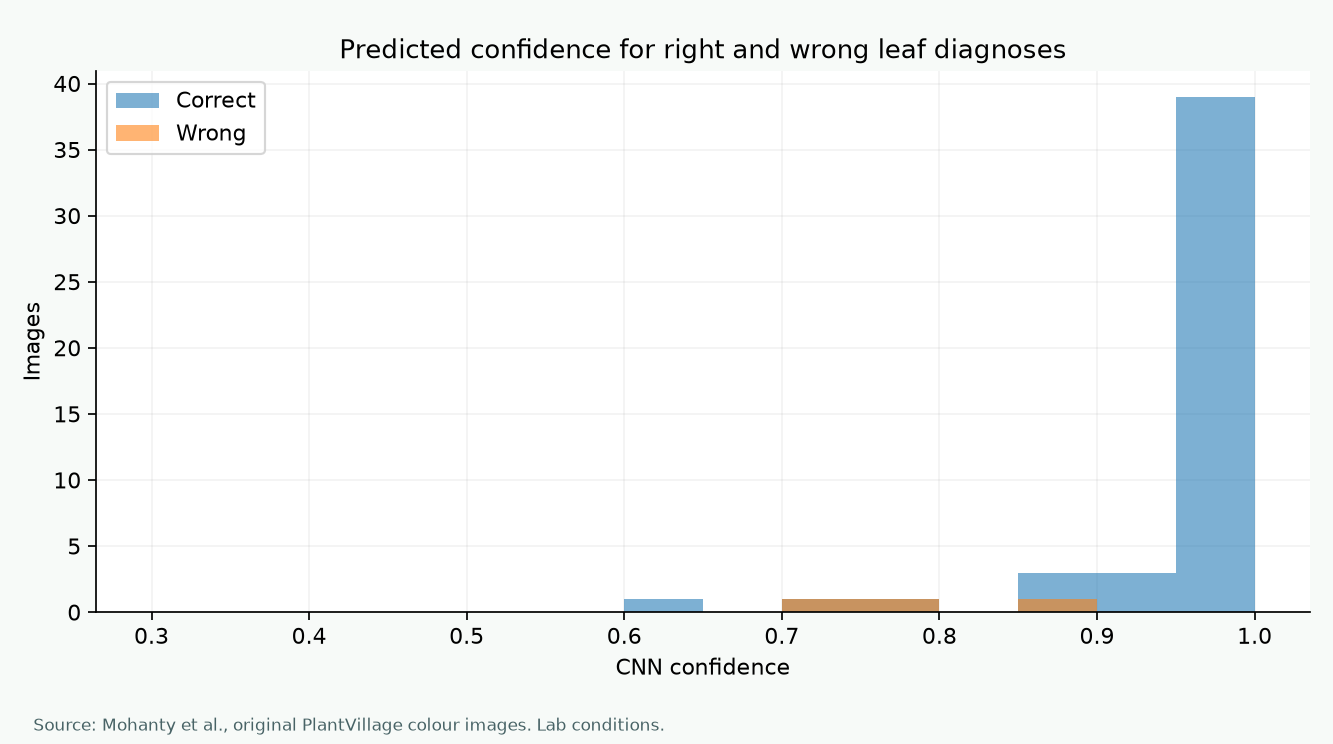 Predicted confidence for right and wrong leaf diagnoses
Correct
Wrong
40
35
30
25
20
15
10
5
0
Images
0.3 0.4 0.5 0.6 0.7 0.8 0.9 1.0
CNN confidence
Source: Mohanty et al., original PlantVillage colour images. Lab conditions.